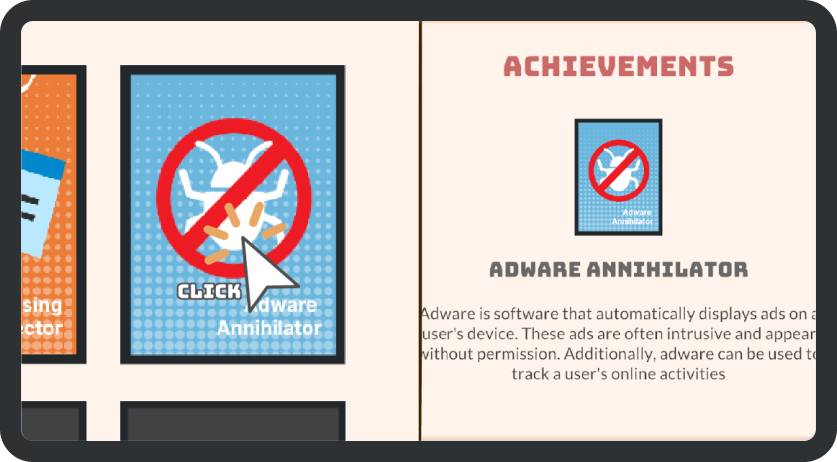 sing
ector
CLICK
Adware
Annihilator
ACHIEVEMENTS
Adware
Annihilator
ADWARE ANNIHILATOR
Adware is software that automatically displays ads on a
user's device. These ads are often intrusive and appear
without permission. Additionally, adware can be used to
track a user's online activities